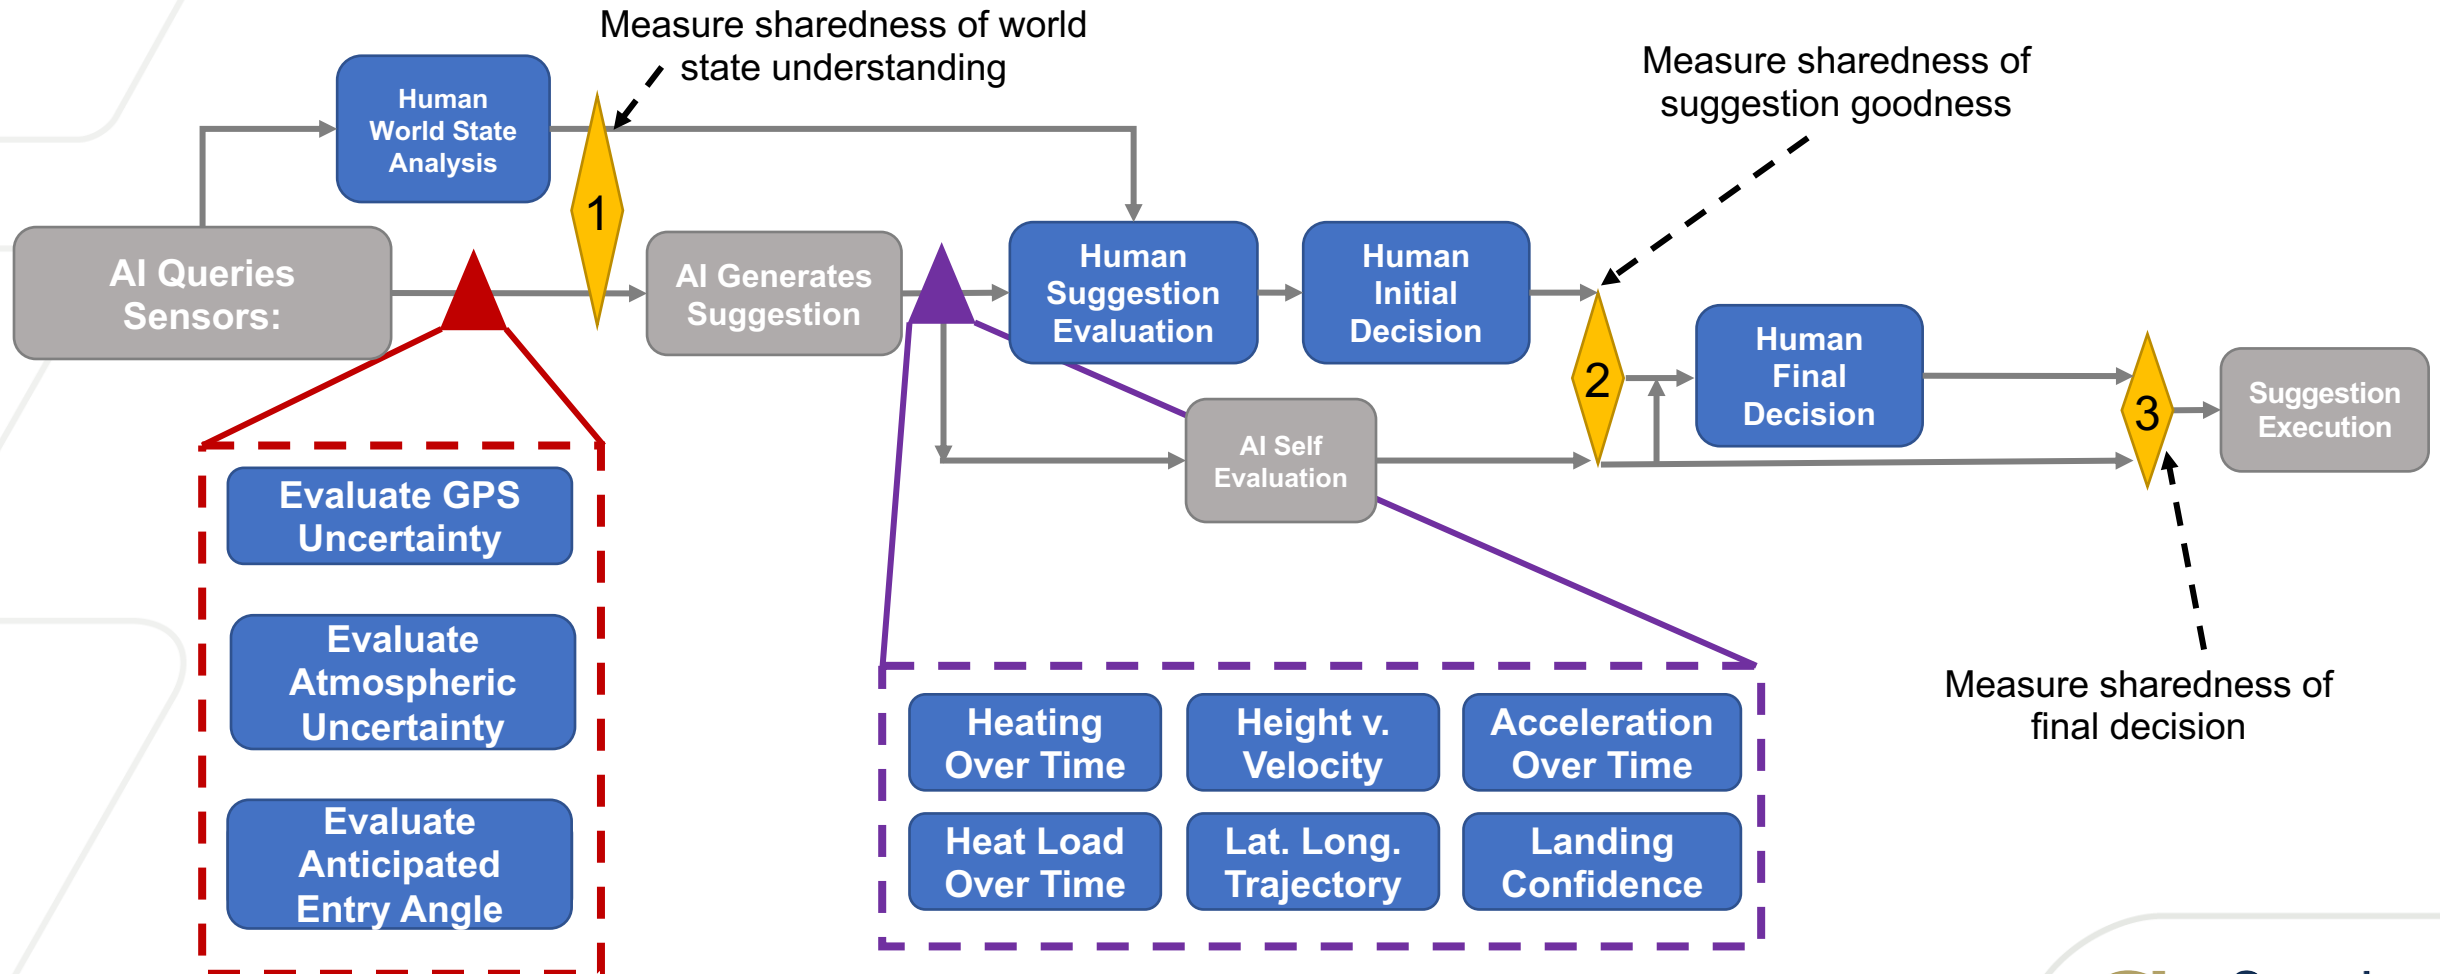 Measure sharedness of world
state understanding
Measure sharedness of
suggestion goodness
Human
World State
Analysis
1
AI Queries
Sensors:
AI Generates
Suggestion
Human
Suggestion
Evaluation
Human
Initial
Decision
2
Human
Final
Decision
3
Suggestion
Execution
AI Self
Evaluation
Evaluate GPS
Uncertainty
Evaluate
Atmospheric
Uncertainty
Evaluate
Anticipated
Entry Angle
Heating
Over Time
Height v.
Velocity
Acceleration
Over Time
Heat Load
Over Time
Lat. Long.
Trajectory
Landing
Confidence
Measure sharedness of
final decision